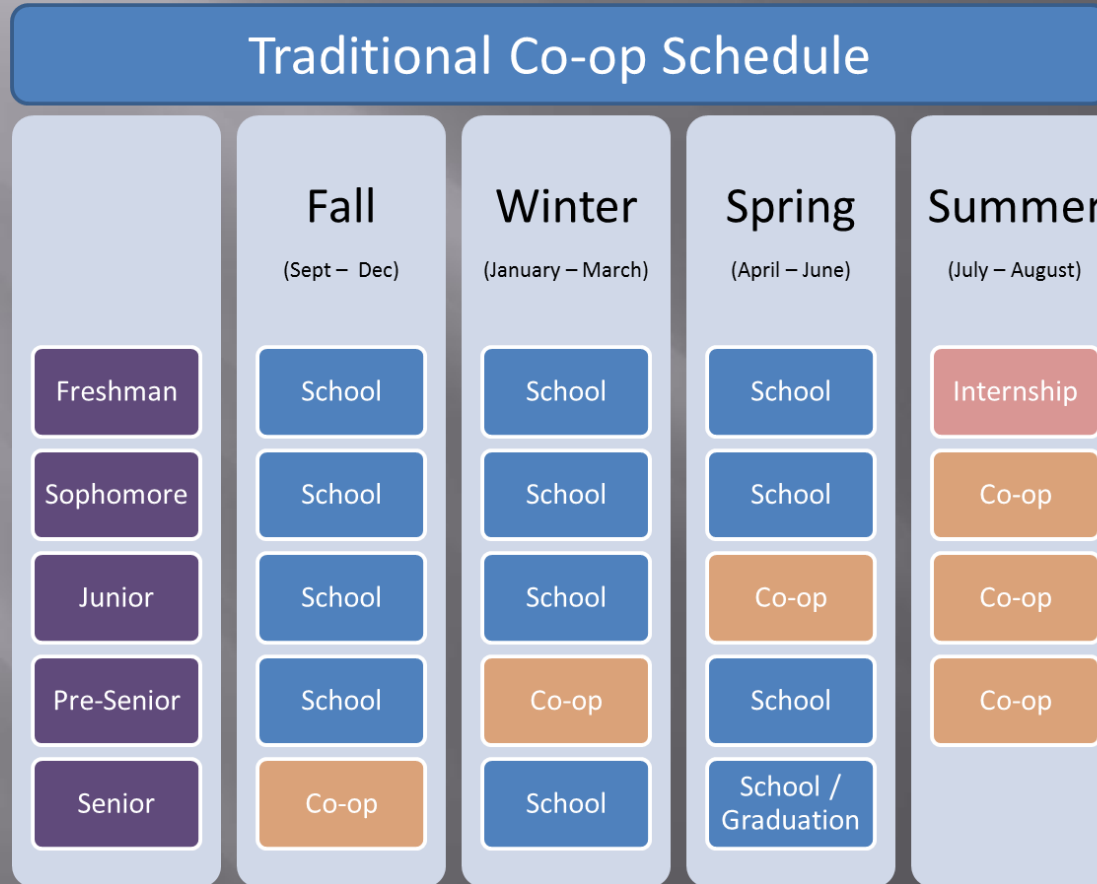 Traditional Co-op Schedule
Fall
Winter
Spring
Summer
(Sept – Dec)
(January – March)
(April – June)
(July – August)
Freshman
School
School
School
Internship
Sophomore
School
School
School
Co-op
Junior
School
School
Co-op
Co-op
Pre-Senior
School
Co-op
School
Co-op
Senior
Co-op
School
School /
Graduation